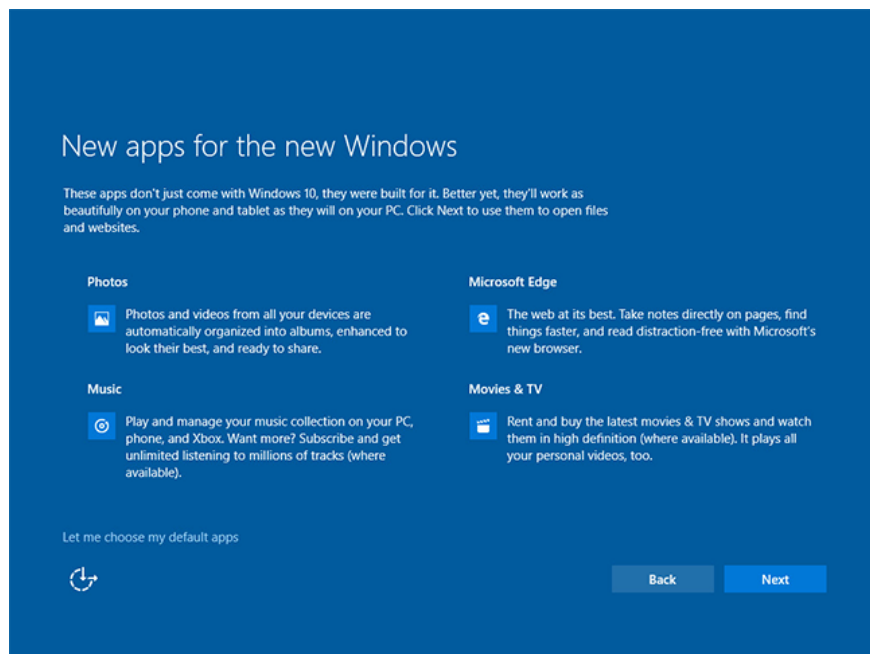 New apps for the new Windows
These apps don't just come with Windows 10, they were built for it. Better yet, they'll work as
beautifully on your phone and tablet as they will on your PC. Click Next to use them to open files
and websites.
Photos
Photos and videos from all your devices are
automatically organized into albums, enhanced to
look their best, and ready to share.
Microsoft Edge
The web at its best. Take notes directly on pages, find
things faster, and read distraction-free with Microsoft's
new browser.
Music
Play and manage your music collection on your PC,
phone, and Xbox. Want more? Subscribe and get
unlimited listening to millions of tracks (where
available).
Movies & TV
Rent and buy the latest movies & TV shows and watch
them in high definition (where available). It plays all
your personal videos, too.
Let me choose my default apps
Back
Next